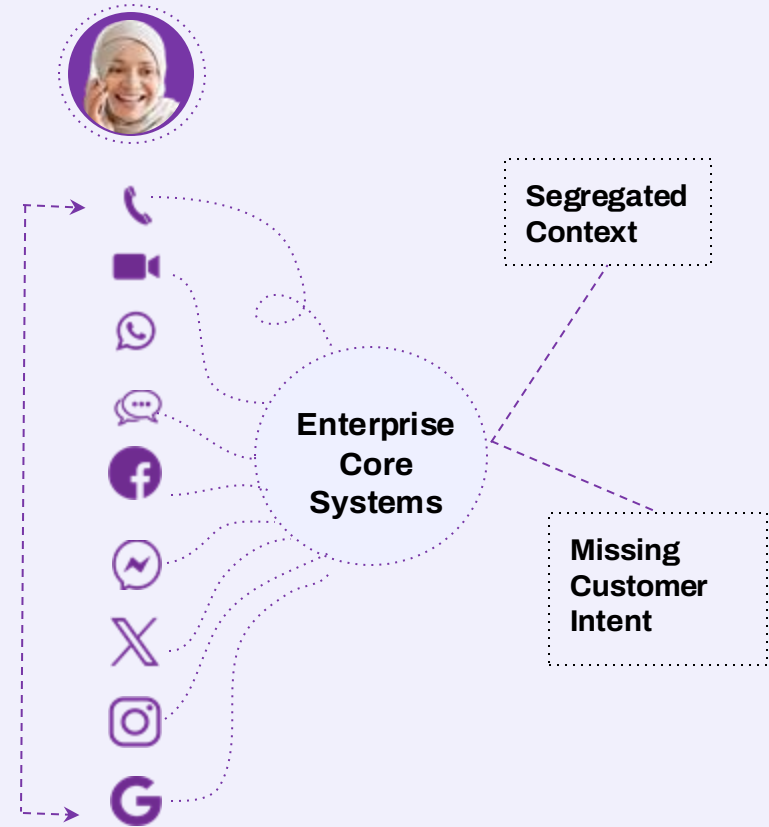 Segregated
Context
Enterprise
Core
Systems
Missing
Customer
Intent